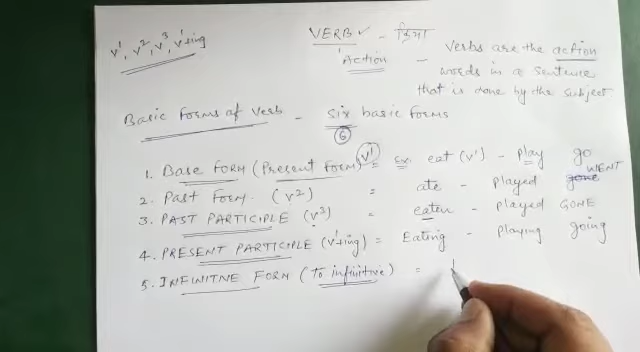 V¹, V², V³, V¹sing
VERB ✓ - क्रिया
Action - Verbs are the action
words in a sentence
that is done by the subject
Basic Forms of Verb - six basic forms
(6)
1. BASE FORM (Present Form) (V¹) = eat (V¹) - play go
2. Past Form. (V²) = ate - Played gone WENT
3. PAST PARTICIPLE (V³) = eaten - Played GONE
4. PRESENT PARTICIPLE (V¹sing) = Eating - playing going
5. INFINITNE FORM (To infinitive) =